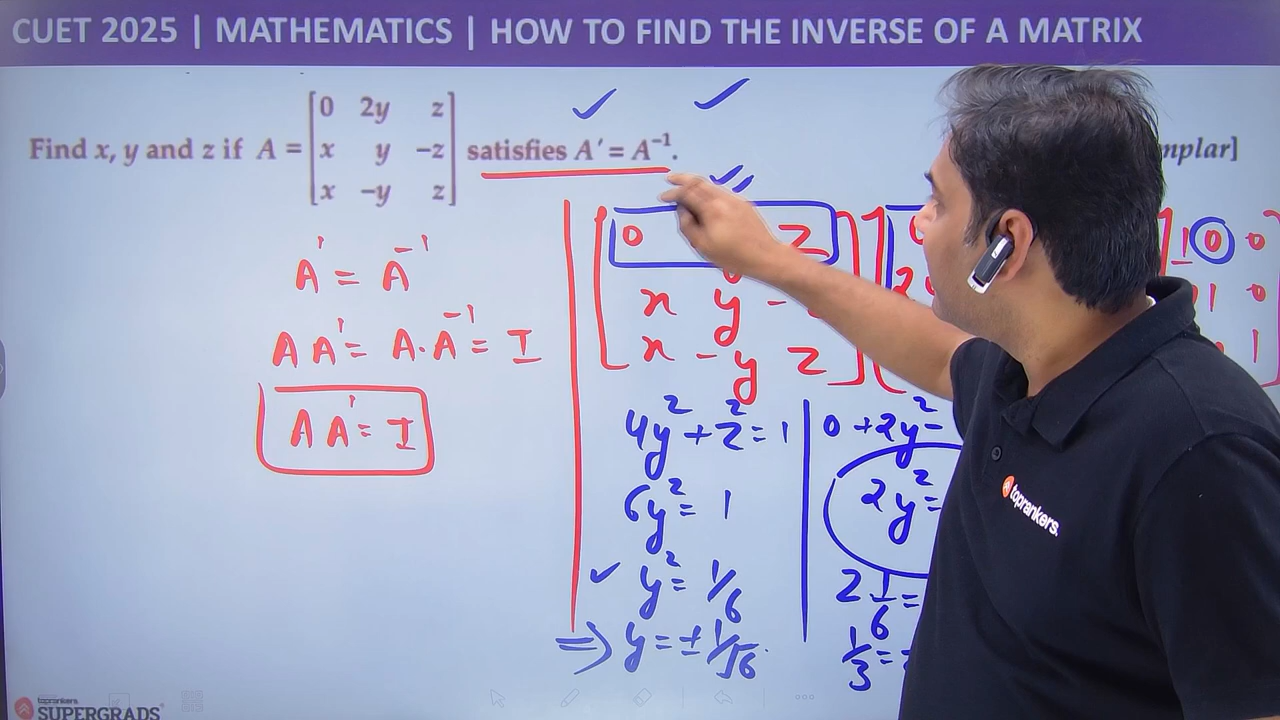 CUET 2025 | MATHEMATICS | HOW TO FIND THE INVERSE OF A MATRIX
Find x, y and z if A = [0 2y z
x y −z
x −y z] satisfies A′ = A⁻¹.
mplar]
A' = A⁻¹
AA' = A·A⁻¹ = I
AA' = I
0 z
x y -
x -y z
1 0 0
1 0
1
4y² + z² = 1
6y² = 1
y² = 1/6
⇒ y = ±1/√6
0 + 2y² −
2y² =
2 1/6 =
1/3 =
toprankers.
toprankers
SUPERGRADS